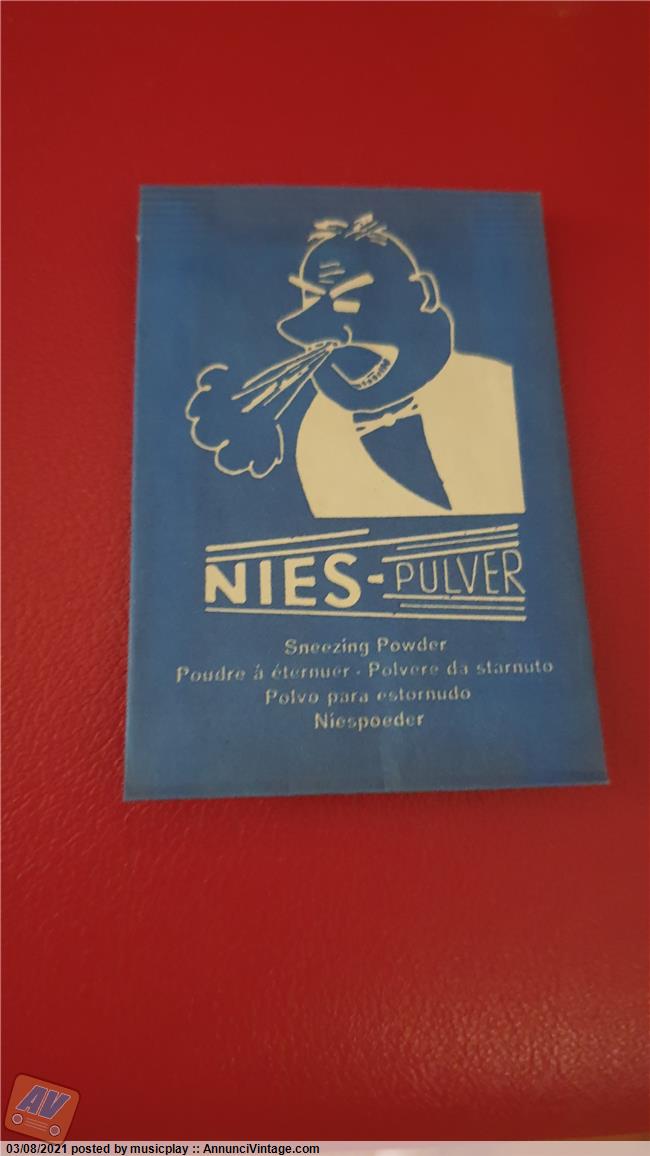 NIES-PULVER
Sneezing Powder
Poudre à éternuer - Polvere da starnuto
Polvo para estornudo
Niespoeder
AV
03/08/2021 posted by musicplay :: AnnunciVintage.com